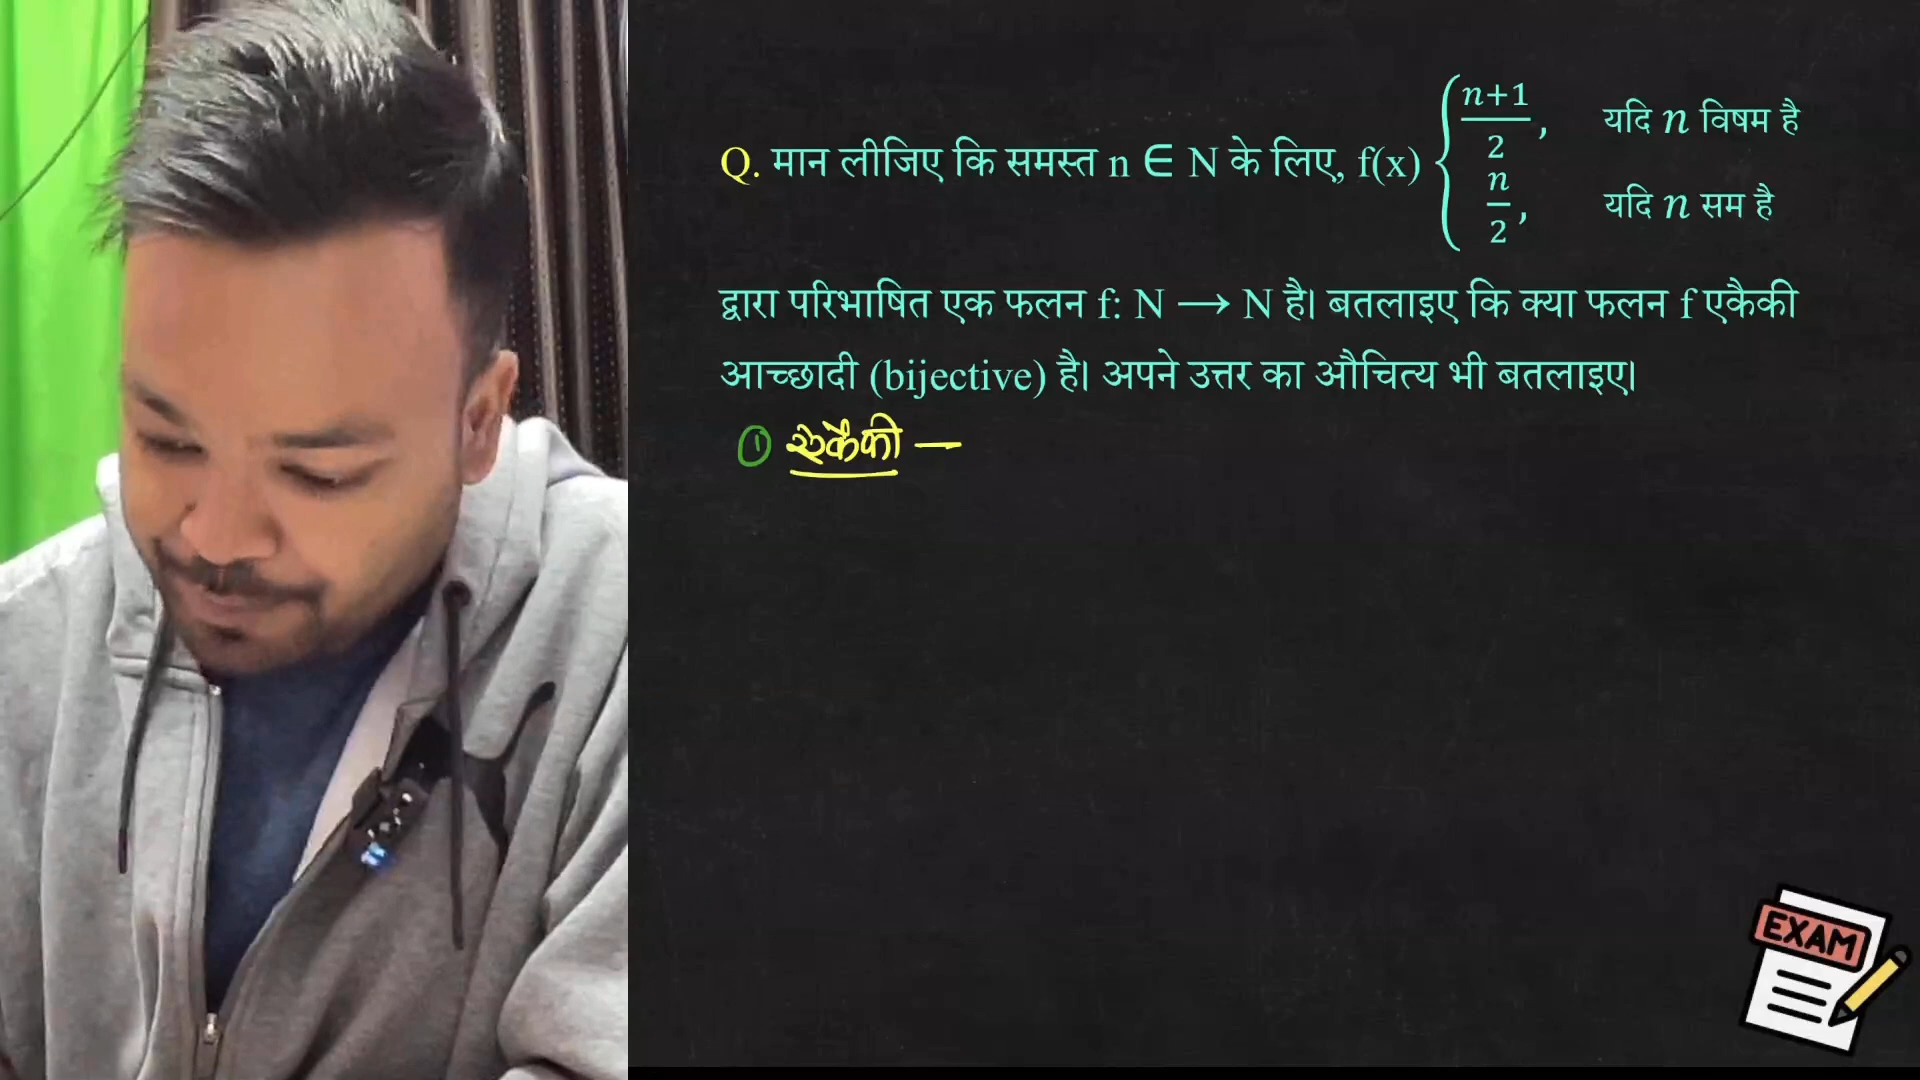 Q. मान लीजिए कि समस्त n ∈ N के लिए, f(x) { n+1/2, यदि n विषम है
n/2, यदि n सम है
द्वारा परिभाषित एक फलन f: N ⟶ N है। बतलाइए कि क्या फलन f एकैकी
आच्छादी (bijective) है। अपने उत्तर का औचित्य भी बतलाइए।
① एकैकी —
EXAM